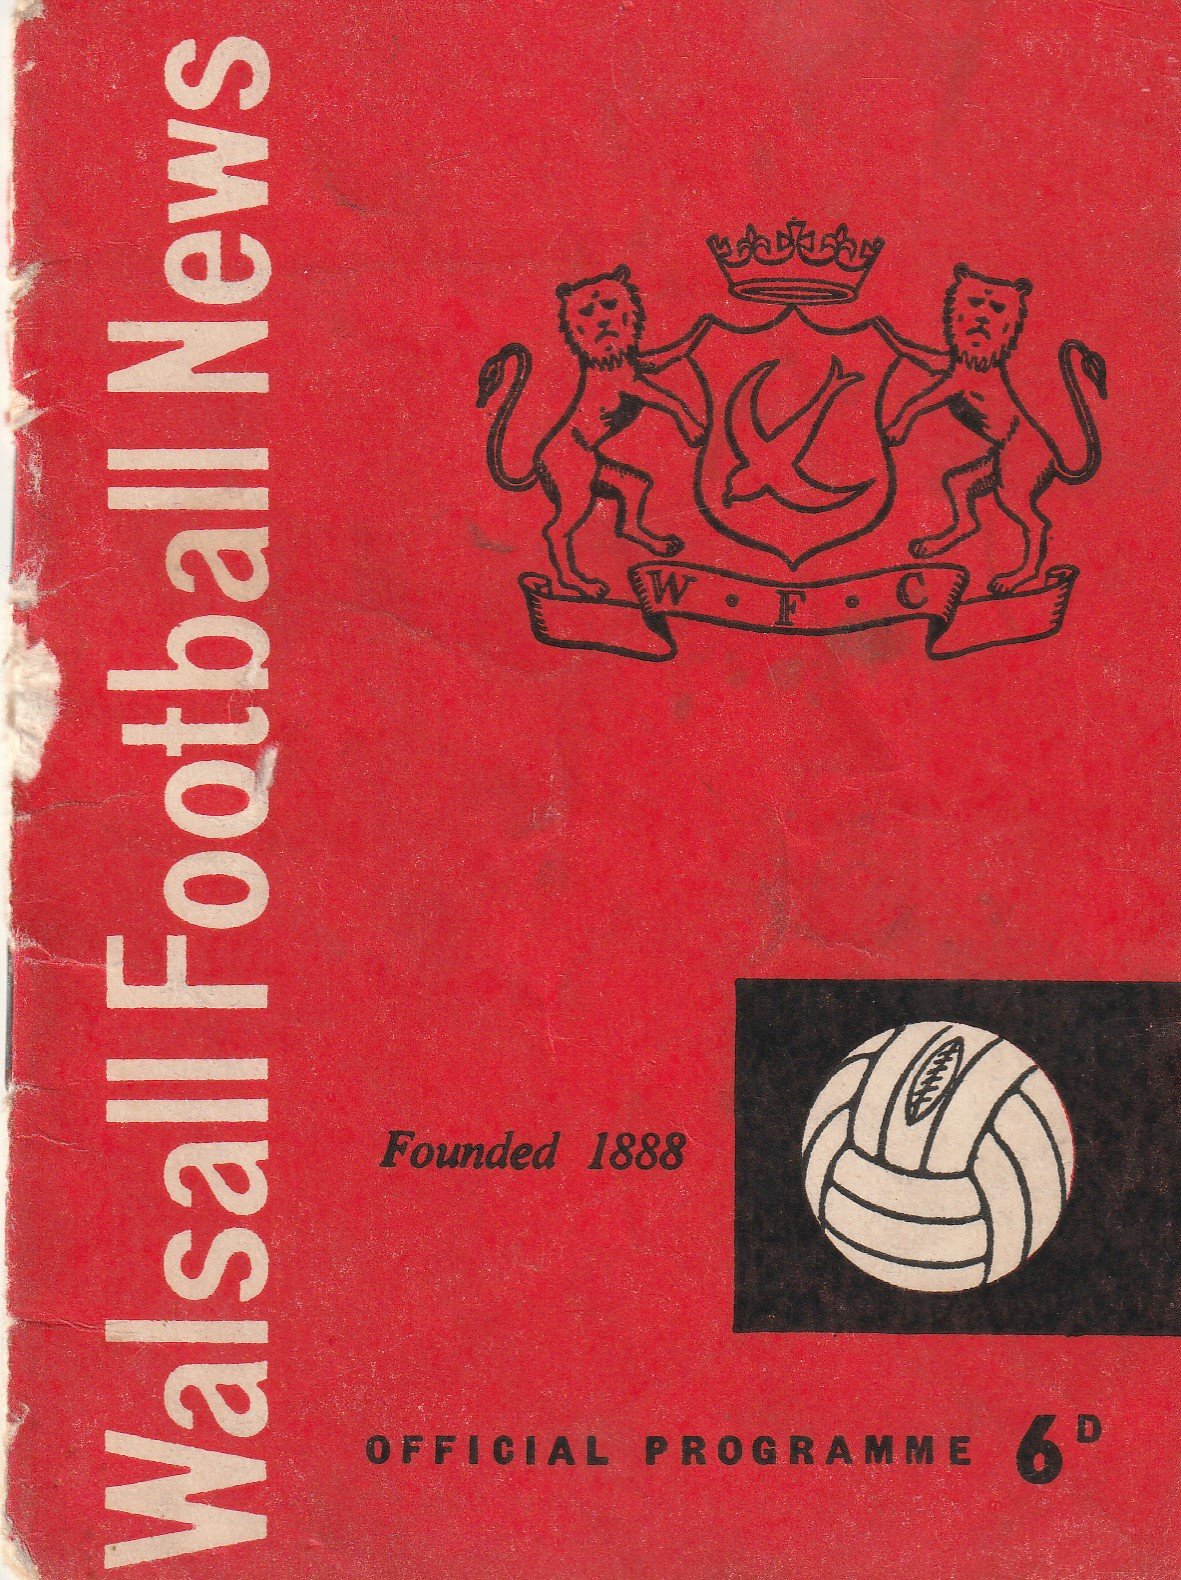 Walsall Football News
W • F • C
Founded 1888
OFFICIAL PROGRAMME 6D